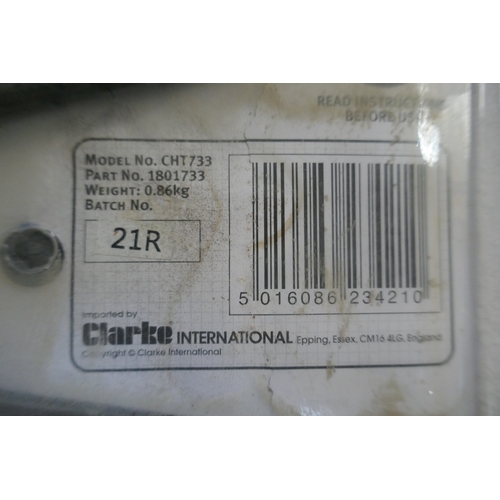 READ INSTRUCTIONS
BEFORE USE
MODEL NO. CHT733
PART NO. 1801733
WEIGHT: 0.86kg
BATCH NO.
21R
5 016086 234210
Imported by
Clarke INTERNATIONAL Epping, Essex, CM16 4LG, England
Copyright © Clarke International